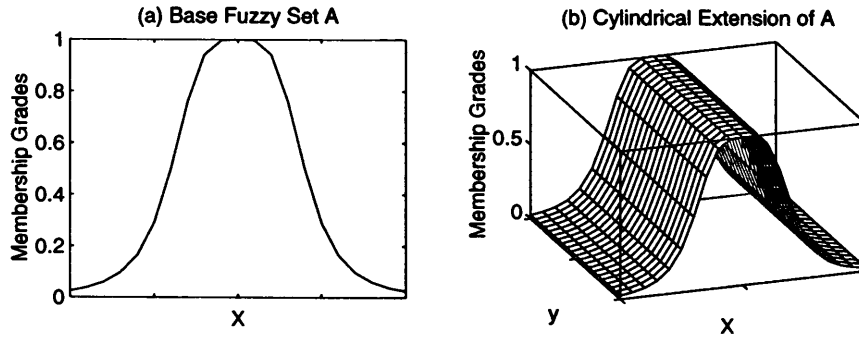 (a) Base Fuzzy Set A
(b) Cylindrical Extension of A
Membership Grades
1
0.8
0.6
0.4
0.2
0
X
Membership Grades
1
0.5
0
y
X